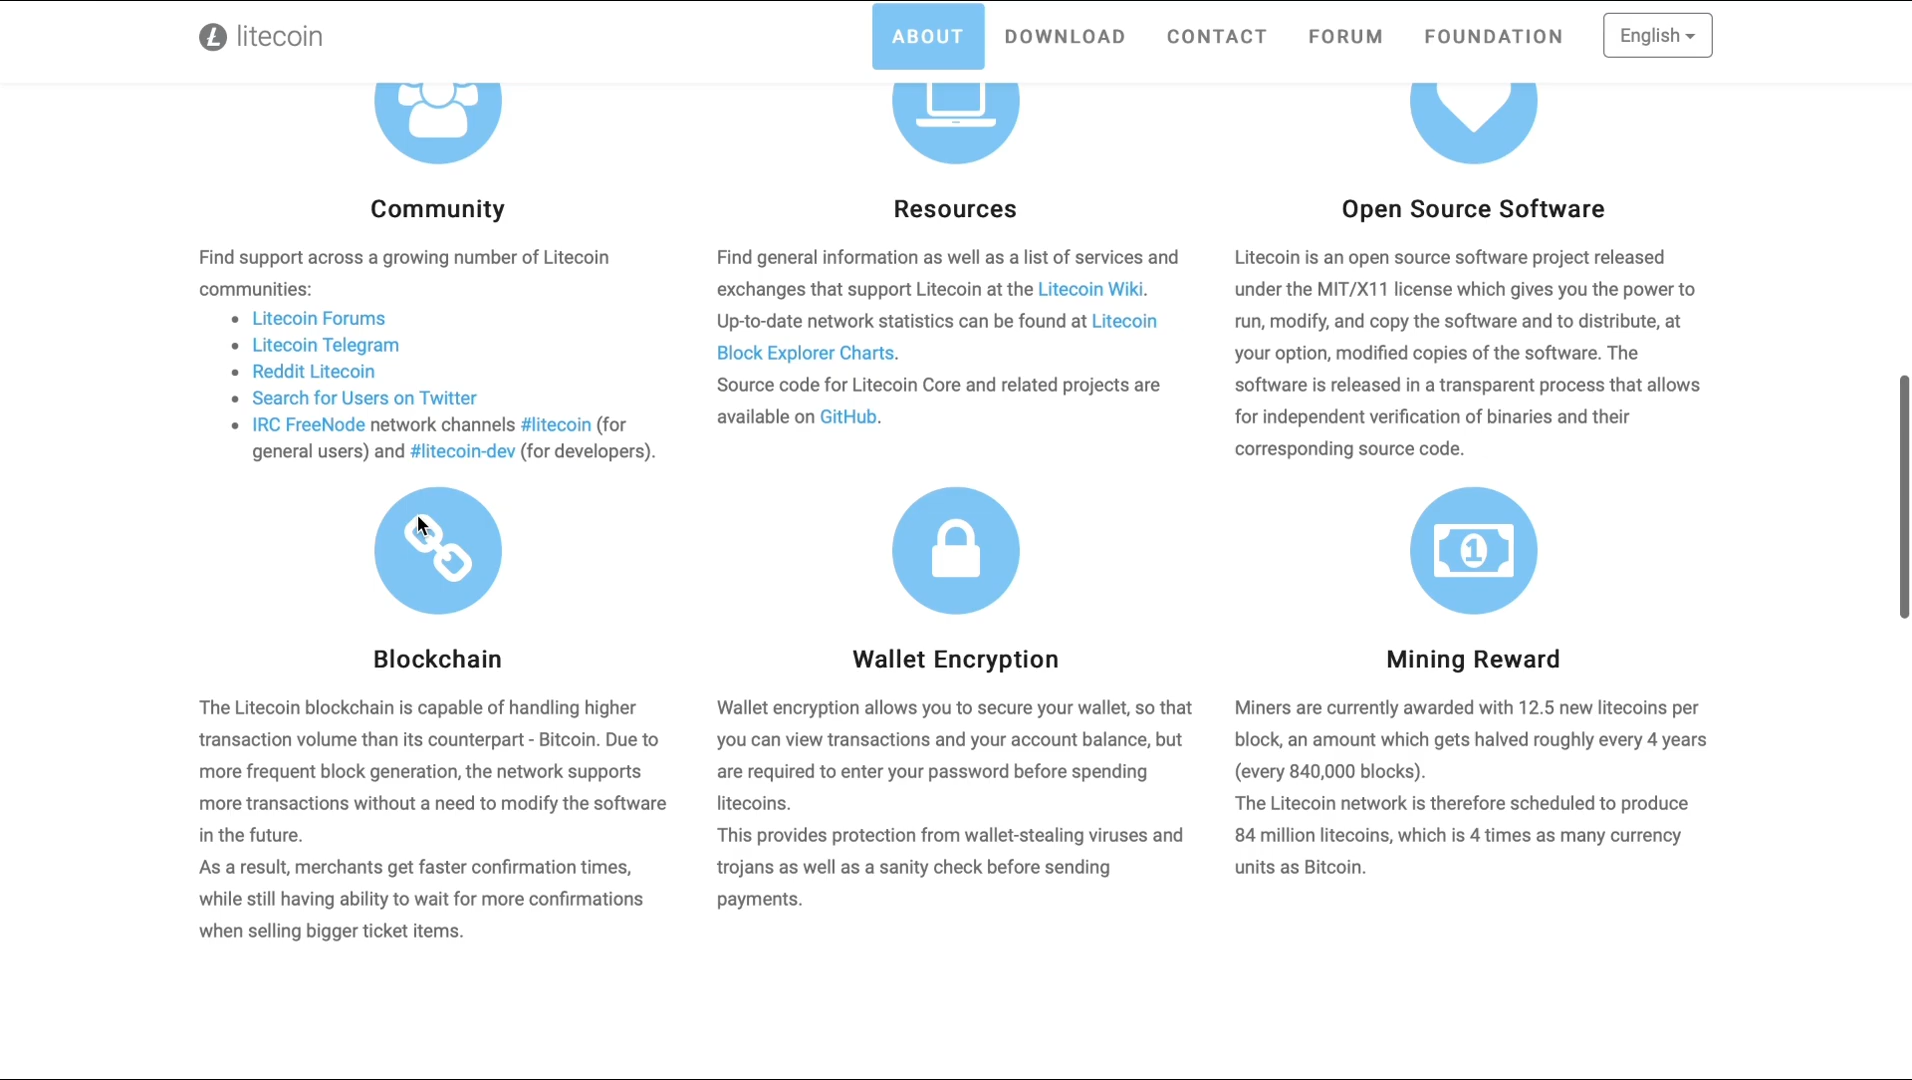 litecoin
ABOUT
DOWNLOAD
CONTACT
FORUM
FOUNDATION
English
Community
Find support across a growing number of Litecoin
communities:
Litecoin Forums
Litecoin Telegram
Reddit Litecoin
Search for Users on Twitter
IRC FreeNode network channels #litecoin (for
general users) and #litecoin-dev (for developers).
Resources
Find general information as well as a list of services and
exchanges that support Litecoin at the Litecoin Wiki.
Up-to-date network statistics can be found at Litecoin
Block Explorer Charts.
Source code for Litecoin Core and related projects are
available on GitHub.
Open Source Software
Litecoin is an open source software project released
under the MIT/X11 license which gives you the power to
run, modify, and copy the software and to distribute, at
your option, modified copies of the software. The
software is released in a transparent process that allows
for independent verification of binaries and their
corresponding source code.
Blockchain
The Litecoin blockchain is capable of handling higher
transaction volume than its counterpart - Bitcoin. Due to
more frequent block generation, the network supports
more transactions without a need to modify the software
in the future.
As a result, merchants get faster confirmation times,
while still having ability to wait for more confirmations
when selling bigger ticket items.
Wallet Encryption
Wallet encryption allows you to secure your wallet, so that
you can view transactions and your account balance, but
are required to enter your password before spending
litecoins.
This provides protection from wallet-stealing viruses and
trojans as well as a sanity check before sending
payments.
1
Mining Reward
Miners are currently awarded with 12.5 new litecoins per
block, an amount which gets halved roughly every 4 years
(every 840,000 blocks).
The Litecoin network is therefore scheduled to produce
84 million litecoins, which is 4 times as many currency
units as Bitcoin.